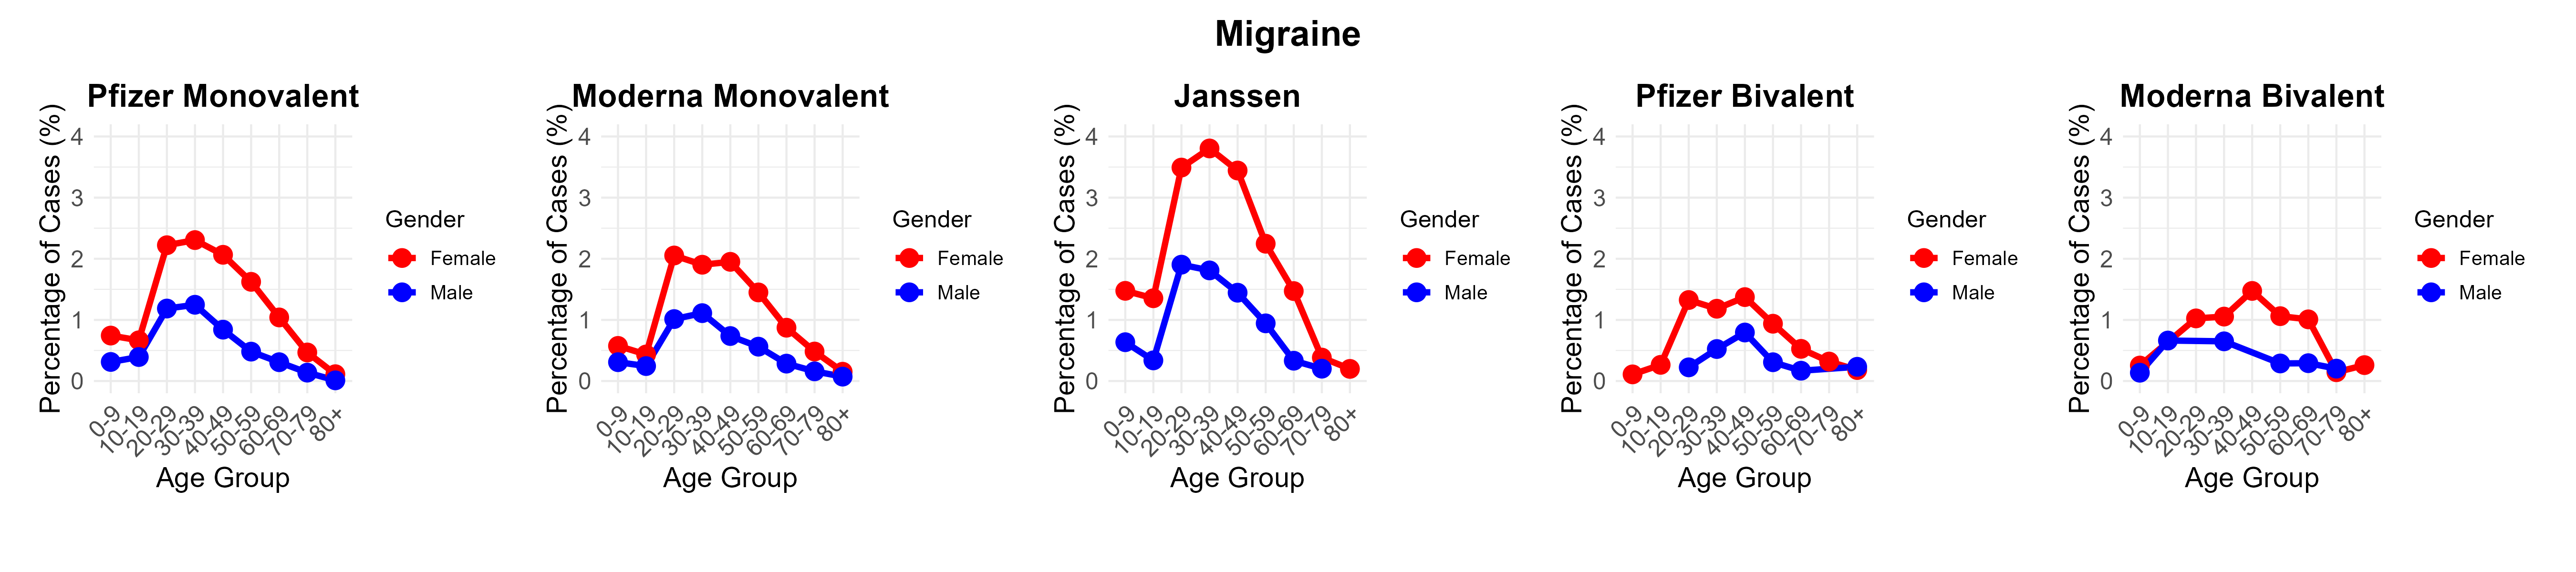 Migraine
Pfizer Monovalent
Percentage of Cases (%)
4
3
2
1
0
0-9
10-19
20-29
30-39
40-49
50-59
60-69
70-79
80+
Age Group
Gender
Female
Male
Moderna Monovalent
Percentage of Cases (%)
4
3
2
1
0
0-9
10-19
20-29
30-39
40-49
50-59
60-69
70-79
80+
Age Group
Gender
Female
Male
Janssen
Percentage of Cases (%)
4
3
2
1
0
0-9
10-19
20-29
30-39
40-49
50-59
60-69
70-79
80+
Age Group
Gender
Female
Male
Pfizer Bivalent
Percentage of Cases (%)
4
3
2
1
0
0-9
10-19
20-29
30-39
40-49
50-59
60-69
70-79
80+
Age Group
Gender
Female
Male
Moderna Bivalent
Percentage of Cases (%)
4
3
2
1
0
0-9
10-19
20-29
30-39
40-49
50-59
60-69
70-79
80+
Age Group
Gender
Female
Male